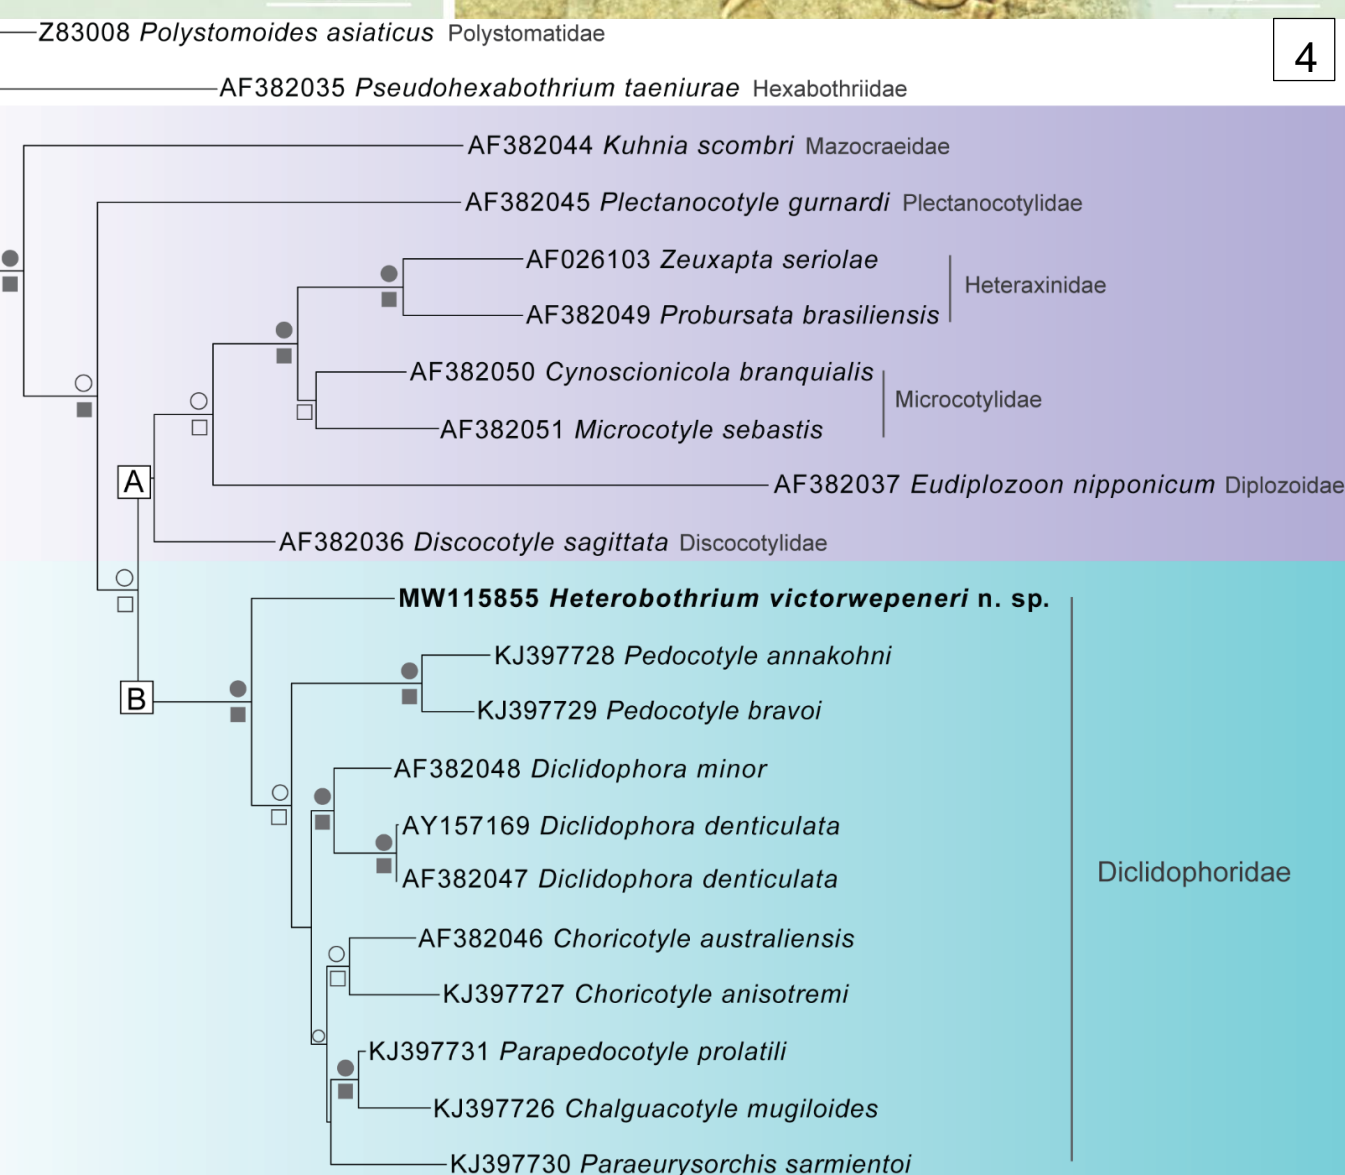 Z83008 Polystomoides asiaticus Polystomatidae
4
AF382035 Pseudohexabothrium taeniurae Hexabothriidae
AF382044 Kuhnia scombri Mazocraeidae
AF382045 Plectanocotyle gurnardi Plectanocotylidae
AF026103 Zeuxapta seriolae
Heteraxinidae
AF382049 Probursata brasiliensis
AF382050 Cynoscionicola branquialis
Microcotylidae
AF382051 Microcotyle sebastis
A
AF382037 Eudiplozoon nipponicum Diplozoidae
AF382036 Discocotyle sagittata Discocotylidae
MW115855 Heterobothrium victorwepeneri n. sp.
KJ397728 Pedocotyle annakohni
B
KJ397729 Pedocotyle bravoi
AF382048 Diclidophora minor
AY157169 Diclidophora denticulata
Diclidophoridae
AF382047 Diclidophora denticulata
AF382046 Choricotyle australiensis
KJ397727 Choricotyle anisotremi
KJ397731 Parapedocotyle prolatili
KJ397726 Chalguacotyle mugiloides
KJ397730 Paraeurysorchis sarmientoi